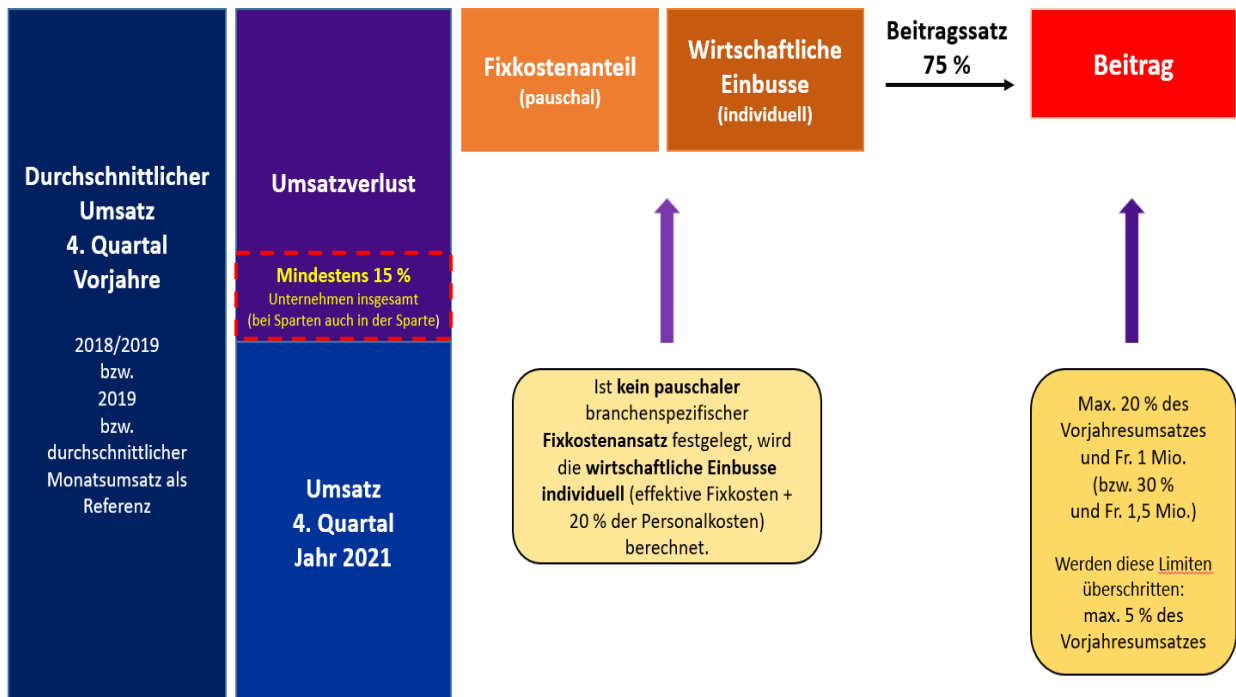 Durchschnittlicher
Umsatz
4. Quartal
Vorjahre
2018/2019
bzw.
2019
bzw.
durchschnittlicher
Monatsumsatz als
Referenz
Umsatzverlust
Mindestens 15 %
Unternehmen insgesamt
(bei Sparten auch in der Sparte)
Umsatz
4. Quartal
Jahr 2021
Fixkostenanteil
(pauschal)
Wirtschaftliche
Einbusse
(individuell)
Ist kein pauschaler
branchenspezifischer
Fixkostenansatz festgelegt, wird
die wirtschaftliche Einbusse
individuell (effektive Fixkosten +
20 % der Personalkosten)
berechnet.
Beitragssatz
75 %
Beitrag
Max. 20 % des
Vorjahresumsatzes
und Fr. 1 Mio.
(bzw. 30 %
und Fr. 1,5 Mio.)
Werden diese Limiten
überschritten:
max. 5 % des
Vorjahresumsatzes